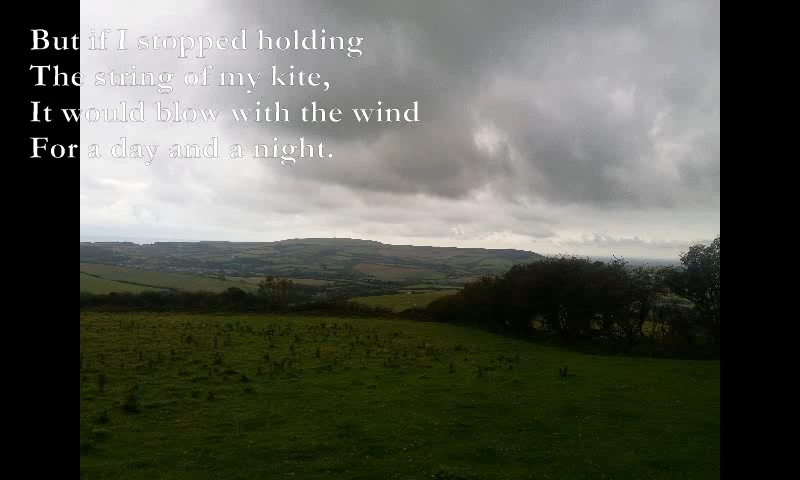 But if I stopped holding
The string of my kite,
It would blow with the wind
For a day and a night.